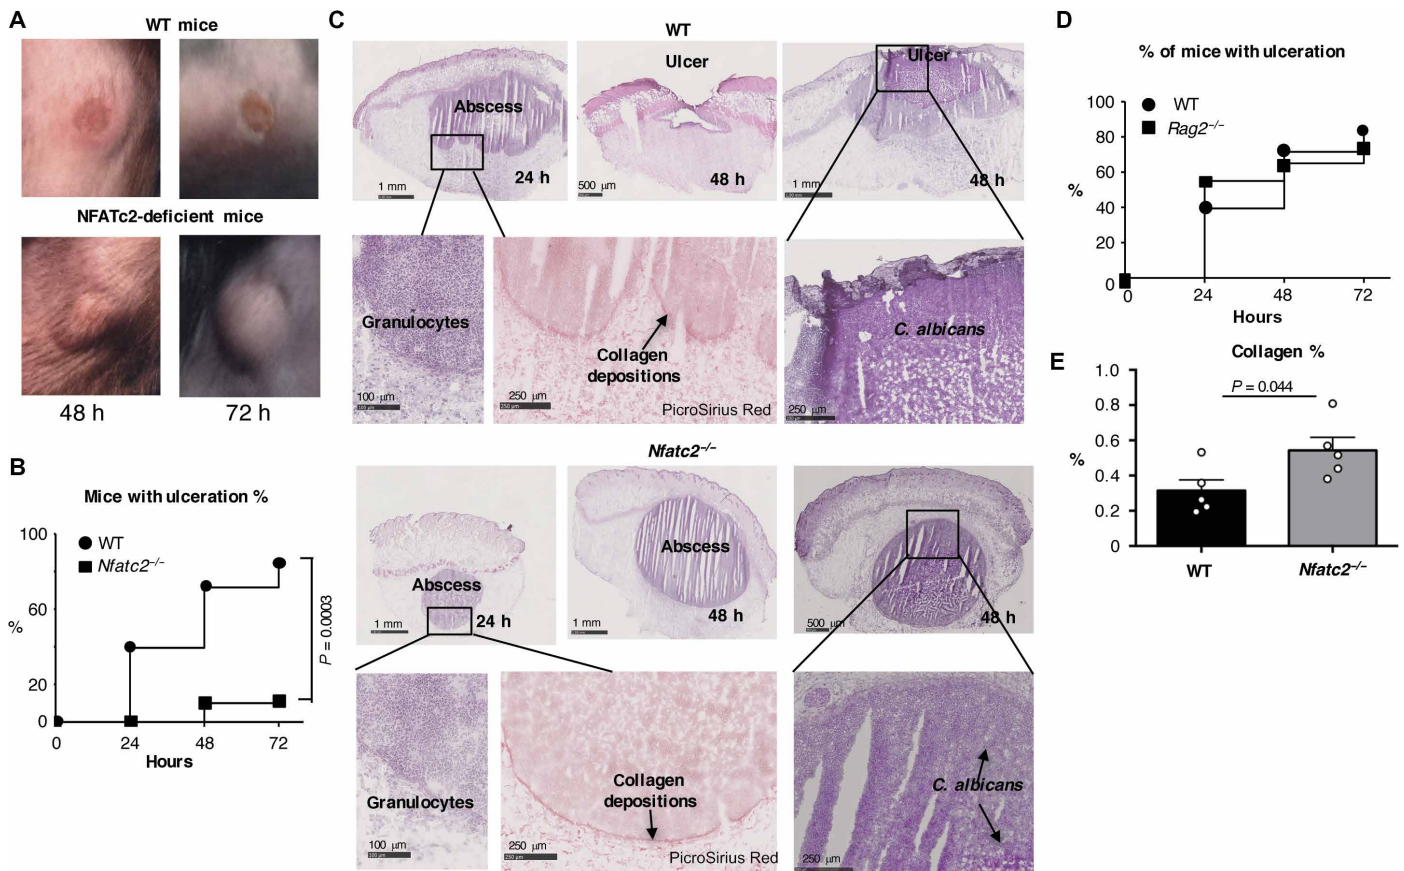 A
WT mice
NFATc2-deficient mice
48 h
72 h
B
Mice with ulceration %
100
60
20
0
%
WT
Nfatc2−/−
P = 0.0003
0
24
48
72
Hours
C
WT
Abscess
24 h
1 mm
Ulcer
48 h
500 μm
Ulcer
48 h
1 mm
Granulocytes
100 μm
Collagen
depositions
250 μm
PicroSirius Red
C. albicans
250 μm
Nfatc2−/−
Abscess
24 h
1 mm
Abscess
48 h
1 mm
48 h
500 μm
Granulocytes
100 μm
Collagen
depositions
250 μm
PicroSirius Red
C. albicans
250 μm
D
% of mice with ulceration
100
80
60
40
20
0
%
WT
Rag2−/−
0
24
48
72
Hours
E
Collagen %
1.0
0.8
0.6
0.4
0.2
0
%
P = 0.044
WT
Nfatc2−/−